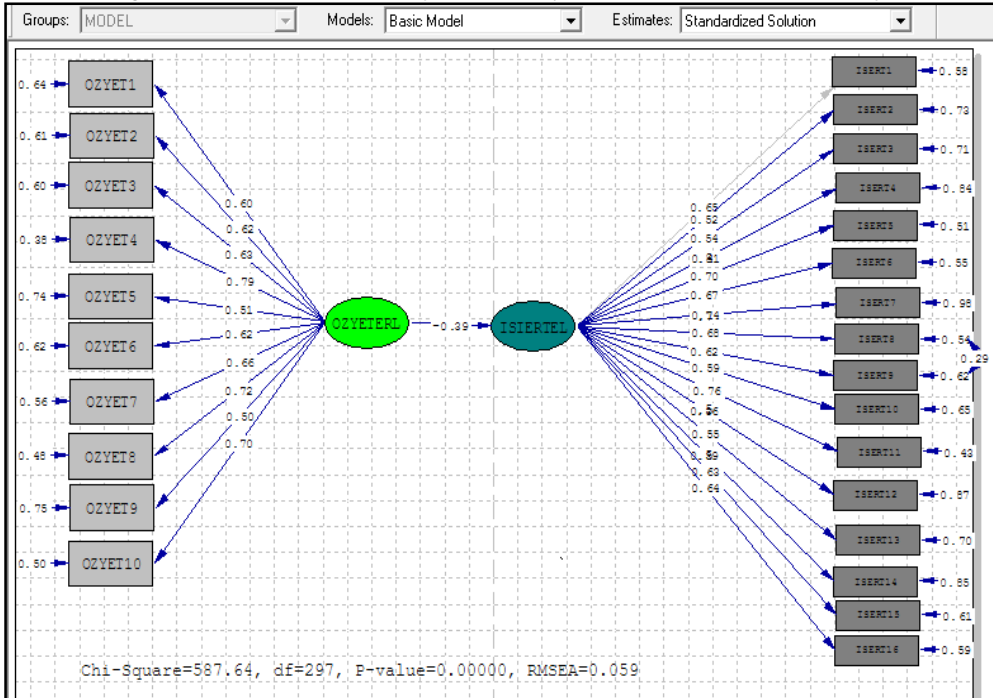 Groups: MODEL Models: Basic Model Estimates: Standardized Solution
0.64 OZYET1
0.61 OZYET2
0.60 OZYET3
0.38 OZYET4
0.74 OZYET5
0.62 OZYET6
0.56 OZYET7
0.48 OZYET8
0.75 OZYET9
0.50 OZYET10
0.60
0.62
0.63
0.79
0.51
0.62
0.66
0.72
0.50
0.70
OZYETERL -0.39 ISIERTEL
0.65
0.52
0.54
0.70
0.67
0.68
0.62
0.59
0.76
0.55
0.63
0.64
ISERT1 0.58
ISERT2 0.73
ISERT3 0.71
ISERT4 0.84
ISERT5 0.51
ISERT6 0.55
ISERT7 0.98
ISERT8 0.54
0.29
ISERT9 0.62
ISERT10 0.65
ISERT11 0.43
ISERT12 0.87
ISERT13 0.70
ISERT14 0.85
ISERT15 0.61
ISERT16 0.59
Chi-Square=587.64, df=297, P-value=0.00000, RMSEA=0.059